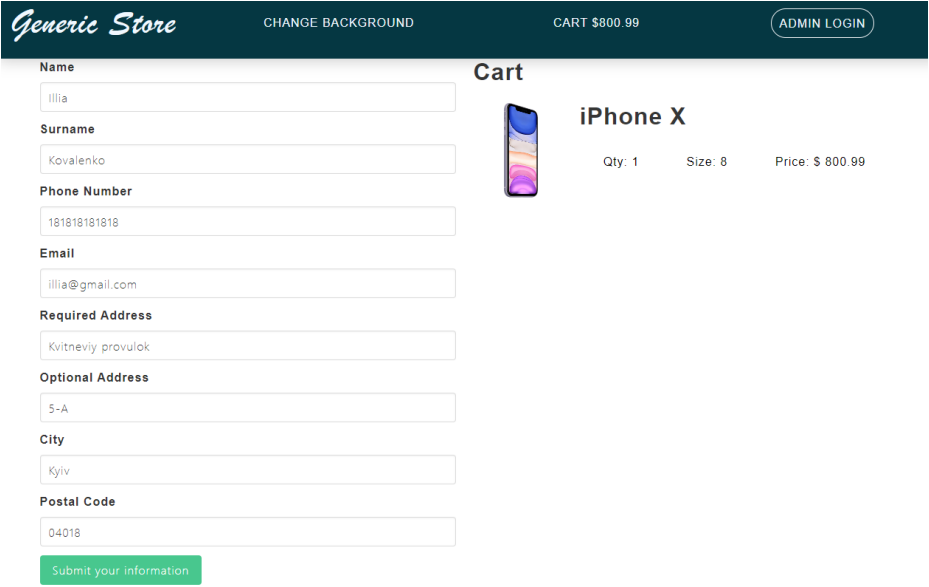 Generic Store
CHANGE BACKGROUND
CART $800.99
ADMIN LOGIN
Name
Illia
Surname
Kovalenko
Phone Number
181818181818
Email
illia@gmail.com
Required Address
Kvitneviy provulok
Optional Address
5-A
City
Kyiv
Postal Code
04018
Submit your information
Cart
iPhone X
Qty: 1 Size: 8 Price: $ 800.99